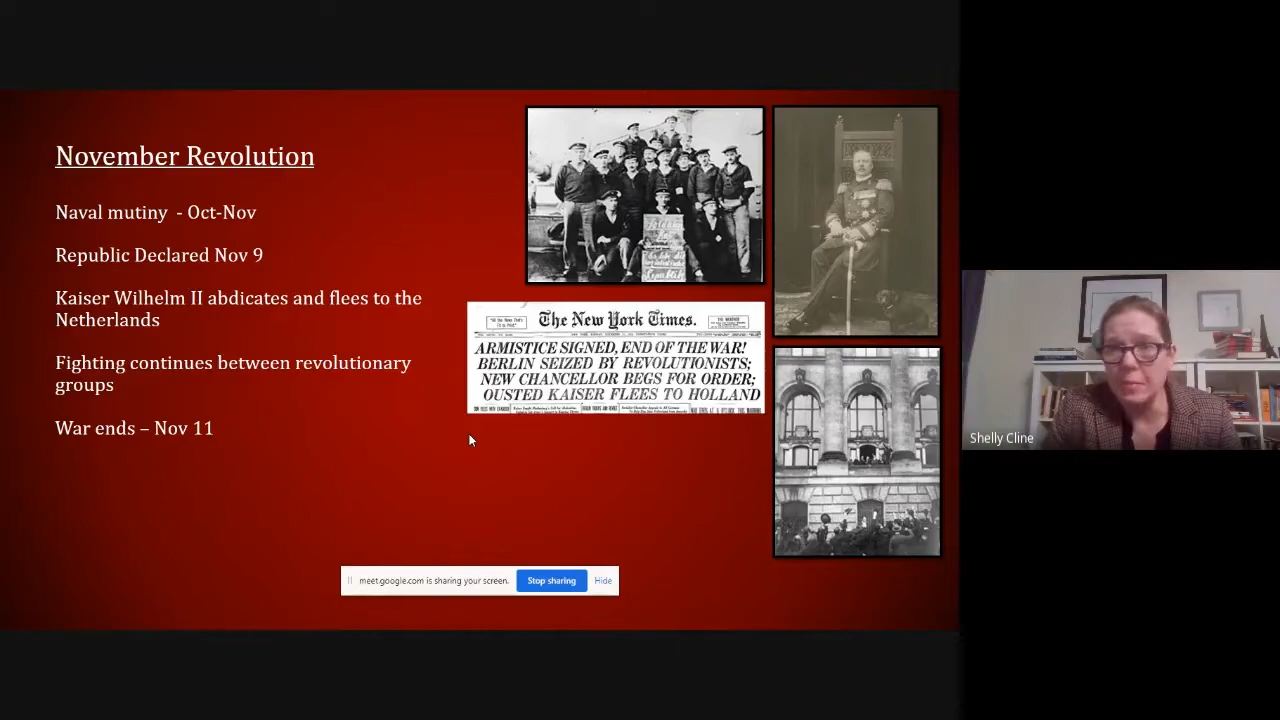 November Revolution
Naval mutiny - Oct-Nov
Republic Declared Nov 9
Kaiser Wilhelm II abdicates and flees to the
Netherlands
Fighting continues between revolutionary
groups
War ends – Nov 11
The New York Times.
ARMISTICE SIGNED, END OF THE WAR!
BERLIN SEIZED BY REVOLUTIONISTS;
NEW CHANCELLOR BEGS FOR ORDER;
OUSTED KAISER FLEES TO HOLLAND
Republik
meet.google.com is sharing your screen.
Stop sharing
Hide
Shelly Cline